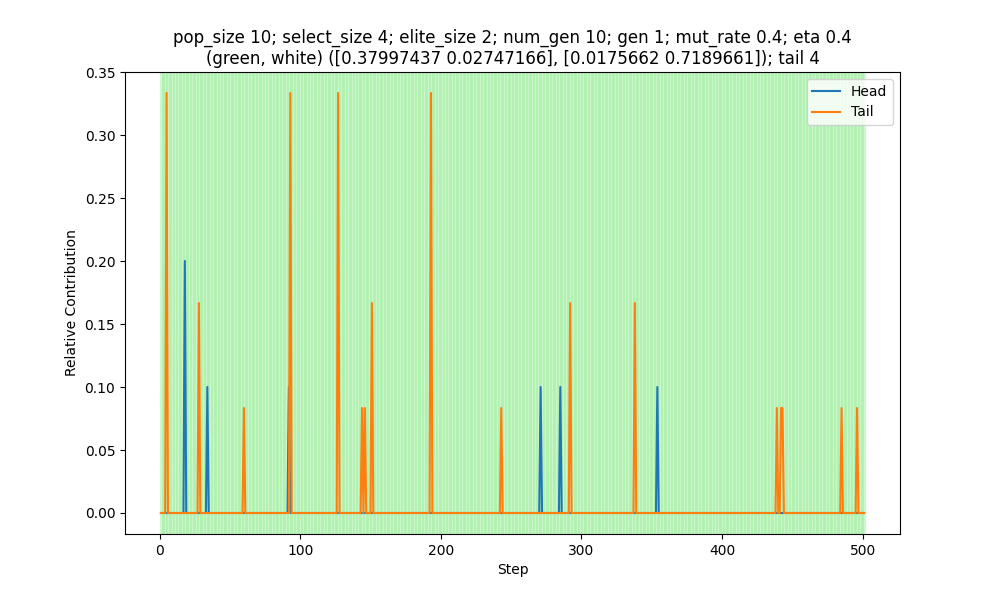 pop_size 10; select_size 4; elite_size 2; num_gen 10; gen 1; mut_rate 0.4; eta 0.4
(green, white) ([0.37997437 0.02747166], [0.0175662 0.7189661]); tail 4
Head
Tail
0.35
0.30
0.25
0.20
0.15
0.10
0.05
0.00
Relative Contribution
0
100
200
300
400
500
Step